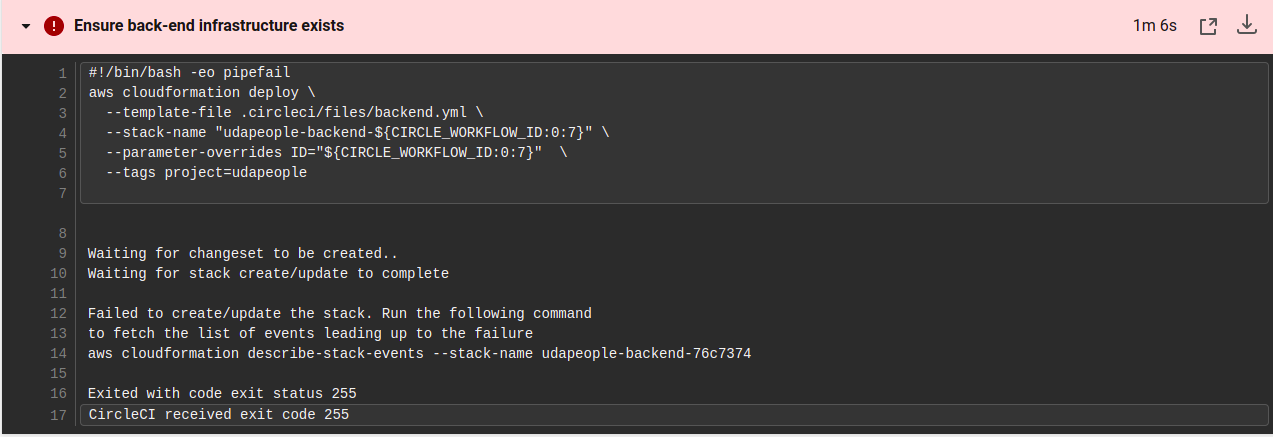 Ensure back-end infrastructure exists 1m 6s
1 #!/bin/bash -eo pipefail
2 aws cloudformation deploy \
3   --template-file .circleci/files/backend.yml \
4   --stack-name "udapeople-backend-${CIRCLE_WORKFLOW_ID:0:7}" \
5   --parameter-overrides ID="${CIRCLE_WORKFLOW_ID:0:7}"  \
6   --tags project=udapeople
7
8
9 Waiting for changeset to be created..
10 Waiting for stack create/update to complete
11
12 Failed to create/update the stack. Run the following command
13 to fetch the list of events leading up to the failure
14 aws cloudformation describe-stack-events --stack-name udapeople-backend-76c7374
15
16 Exited with code exit status 255
17 CircleCI received exit code 255